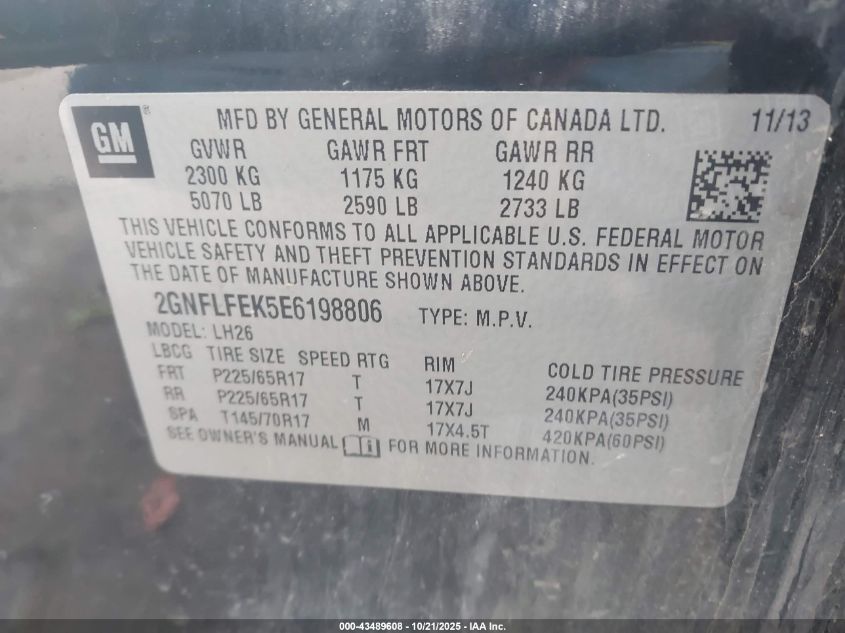 GM ® MFD BY GENERAL MOTORS OF CANADA LTD. 11/13
GVWR GAWR FRT GAWR RR
2300 KG 1175 KG 1240 KG
5070 LB 2590 LB 2733 LB
THIS VEHICLE CONFORMS TO ALL APPLICABLE U.S. FEDERAL MOTOR
VEHICLE SAFETY AND THEFT PREVENTION STANDARDS IN EFFECT ON
THE DATE OF MANUFACTURE SHOWN ABOVE.
2GNFLFEK5E6198806 TYPE: M.P.V.
MODEL: LH26
LBCG TIRE SIZE SPEED RTG RIM COLD TIRE PRESSURE
FRT P225/65R17 T 17X7J 240KPA(35PSI)
RR P225/65R17 T 17X7J 240KPA(35PSI)
SPA T145/70R17 M 17X4.5T 420KPA(60PSI)
SEE OWNER'S MANUAL i FOR MORE INFORMATION.
000-43489608 - 10/21/2025 - IAA Inc.